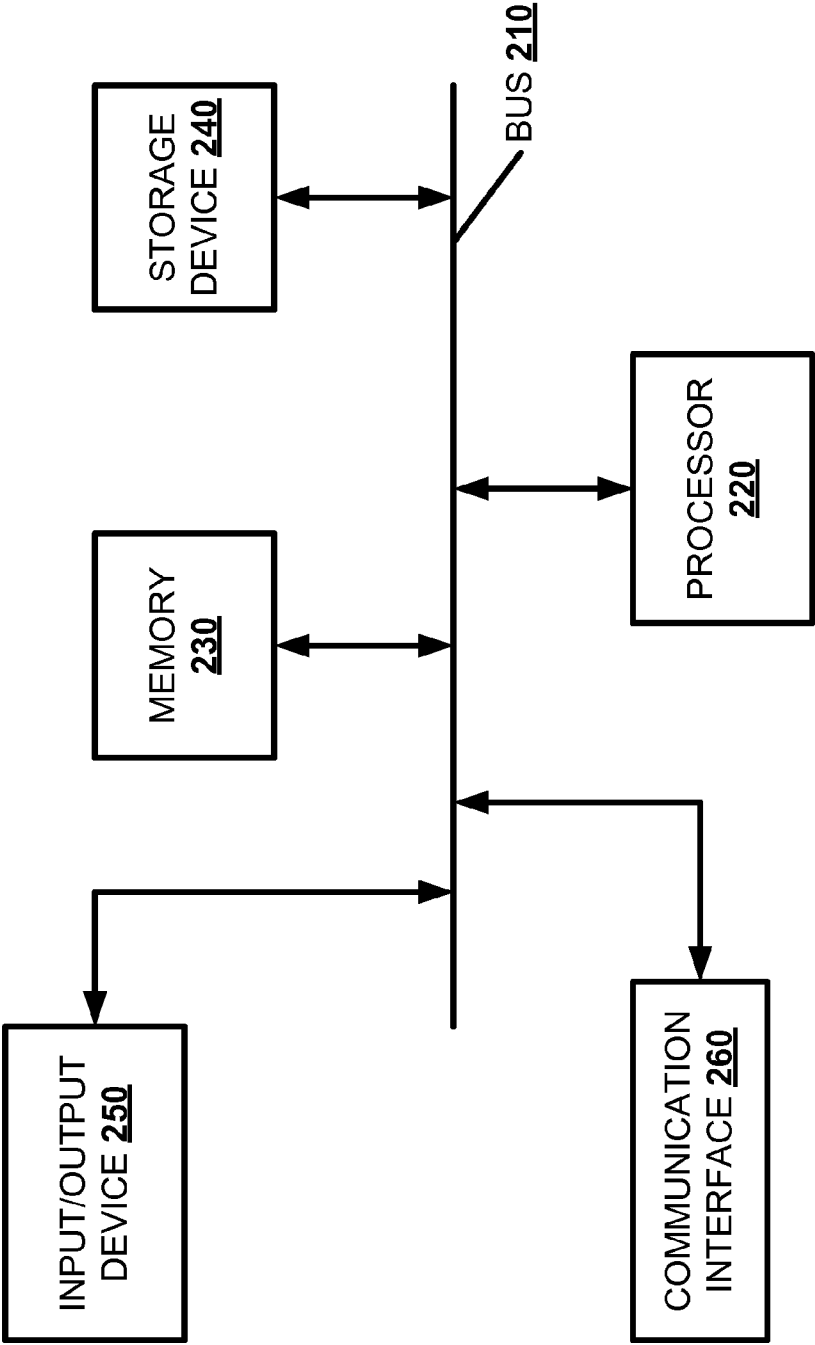 INPUT/OUTPUT
DEVICE 250
MEMORY
230
STORAGE
DEVICE 240
BUS 210
COMMUNICATION
INTERFACE 260
PROCESSOR
220